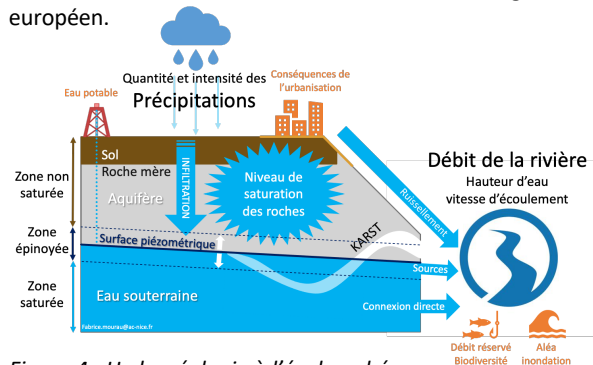 européen.
Quantité et intensité des
Précipitations
Conséquences de
l'urbanisation
Eau potable
Sol
Roche mère
Aquifère
INFILTRATION
Niveau de
saturation
des roches
Zone non
saturée
Zone
épinoyée
Zone
saturée
Surface piézométrique
KARST
Eau souterraine
Fabrice.mourau@ac-nice.fr
Ruissellement
Sources
Connexion directe
Débit de la rivière
Hauteur d'eau
vitesse d'écoulement
Débit réservé
Biodiversité
Aléa
inondation